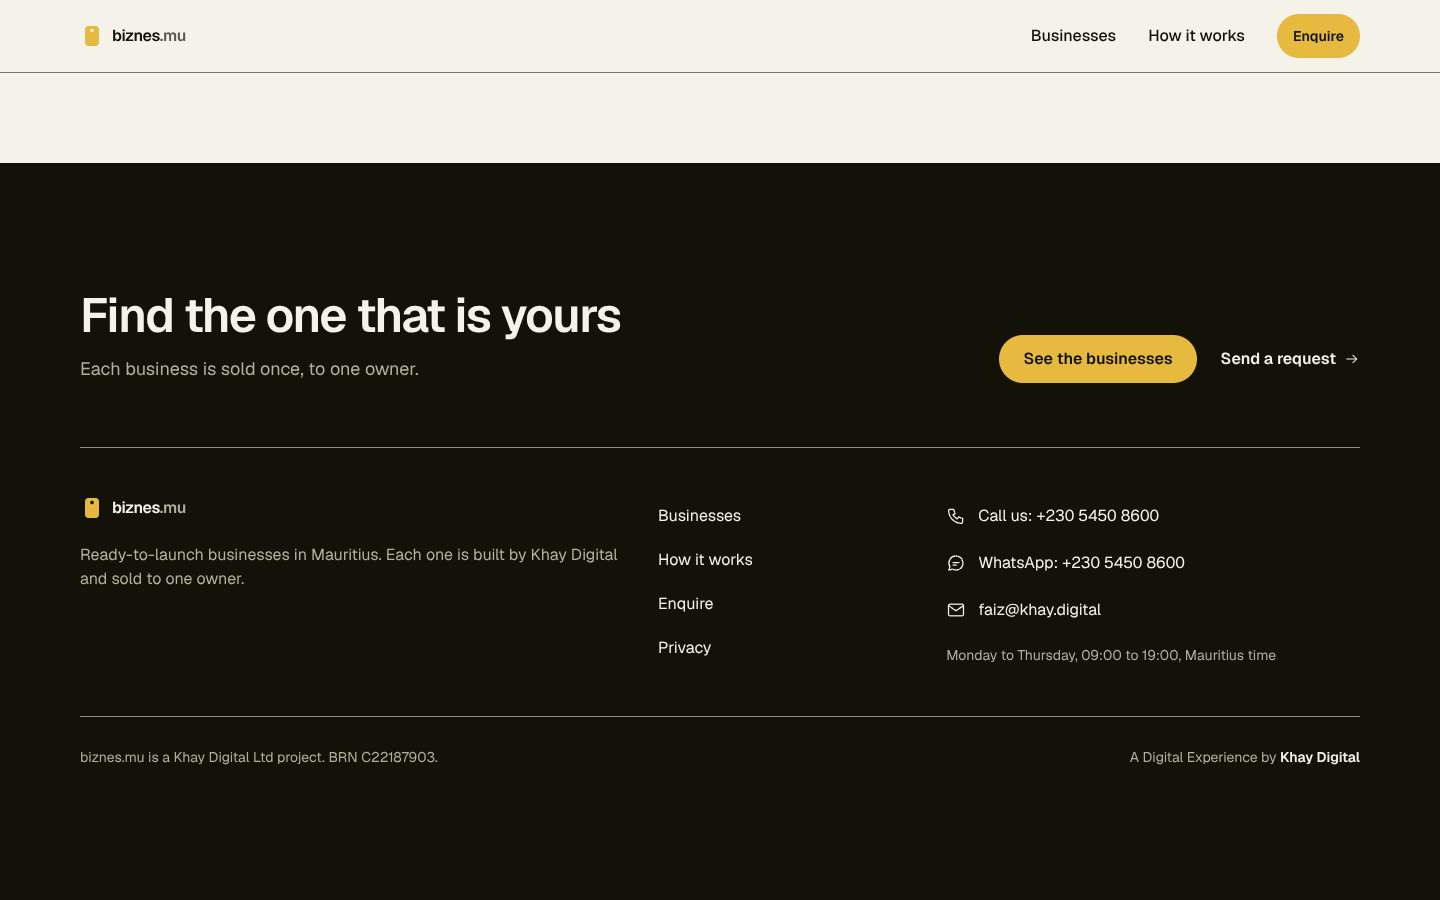 biznes.mu
Businesses
How it works
Enquire
Find the one that is yours
Each business is sold once, to one owner.
See the businesses
Send a request →
biznes.mu
Ready-to-launch businesses in Mauritius. Each one is built by Khay Digital
and sold to one owner.
Businesses
How it works
Enquire
Privacy
Call us: +230 5450 8600
WhatsApp: +230 5450 8600
faiz@khay.digital
Monday to Thursday, 09:00 to 19:00, Mauritius time
biznes.mu is a Khay Digital Ltd project. BRN C22187903.
A Digital Experience by Khay Digital